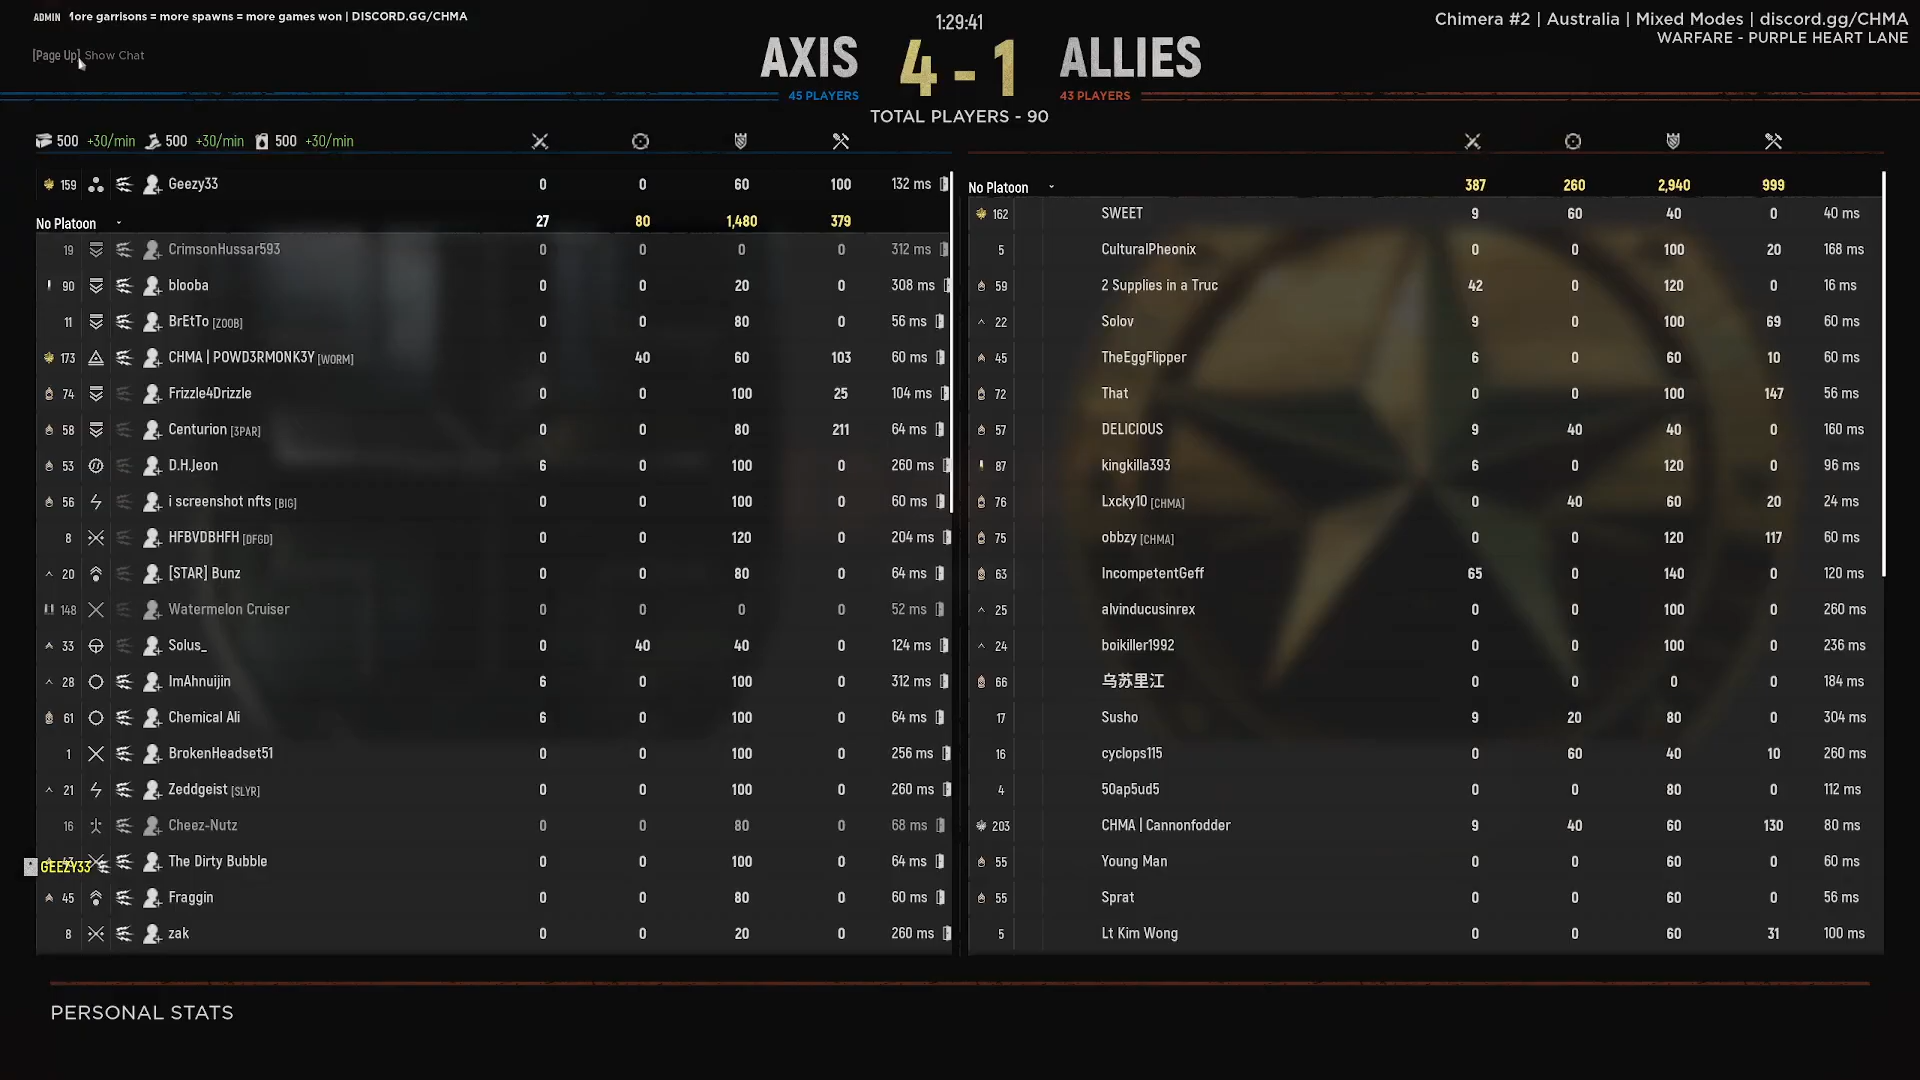 ADMIN More garrisons = more spawns = more games won | DISCORD.GG/CHMA
[Page Up] Show Chat
1:29:41
AXIS 4 - 1 ALLIES
45 PLAYERS 43 PLAYERS
TOTAL PLAYERS - 90
Chimera #2 | Australia | Mixed Modes | discord.gg/CHMA
WARFARE - PURPLE HEART LANE
500 +30/min 500 +30/min 500 +30/min
159 Geezy33 0 0 60 100 132 ms
No Platoon 27 80 1,480 379
19 CrimsonHussar593 0 0 0 0 312 ms
90 blooba 0 0 20 0 308 ms
11 BrEtTo [ZOOB] 0 0 80 0 56 ms
173 CHMA | POWD3RMONK3Y [WORM] 0 40 60 103 60 ms
74 Frizzle4Drizzle 0 0 100 25 104 ms
58 Centurion [3PAR] 0 0 80 211 64 ms
53 D.H.Jeon 6 0 100 0 260 ms
56 i screenshot nfts [BIG] 0 0 100 0 60 ms
8 HFBVDBHFH [DFGD] 0 0 120 0 204 ms
20 [STAR] Bunz 0 0 80 0 64 ms
148 Watermelon Cruiser 0 0 0 0 52 ms
33 Solus_ 0 40 40 0 124 ms
28 ImAhnuijin 6 0 100 0 312 ms
61 Chemical Ali 6 0 100 0 64 ms
1 BrokenHeadset51 0 0 100 0 256 ms
21 Zeddgeist [SLYR] 0 0 100 0 260 ms
16 Cheez-Nutz 0 0 80 0 68 ms
The Dirty Bubble 0 0 100 0 64 ms
GEEZY33
45 Fraggin 0 0 80 0 60 ms
8 zak 0 0 20 0 260 ms
No Platoon 387 260 2,940 999
162 SWEET 9 60 40 0 40 ms
5 CulturalPheonix 0 0 100 20 168 ms
59 2 Supplies in a Truc 42 0 120 0 16 ms
22 Solov 9 0 100 69 60 ms
45 TheEggFlipper 6 0 60 10 60 ms
72 That 0 0 100 147 56 ms
57 DELICIOUS 9 40 40 0 160 ms
87 kingkilla393 6 0 120 0 96 ms
76 Lxcky10 [CHMA] 0 40 60 20 24 ms
75 obbzy [CHMA] 0 0 120 117 60 ms
63 IncompetentGeff 65 0 140 0 120 ms
25 alvinducusinrex 0 0 100 0 260 ms
24 boikiller1992 0 0 100 0 236 ms
66 乌苏里江 0 0 0 0 184 ms
17 Susho 9 20 80 0 304 ms
16 cyclops115 0 60 40 10 260 ms
4 50ap5ud5 0 0 80 0 112 ms
203 CHMA | Cannonfodder 9 40 60 130 80 ms
55 Young Man 0 0 60 0 60 ms
55 Sprat 0 0 60 0 56 ms
5 Lt Kim Wong 0 0 60 31 100 ms
PERSONAL STATS